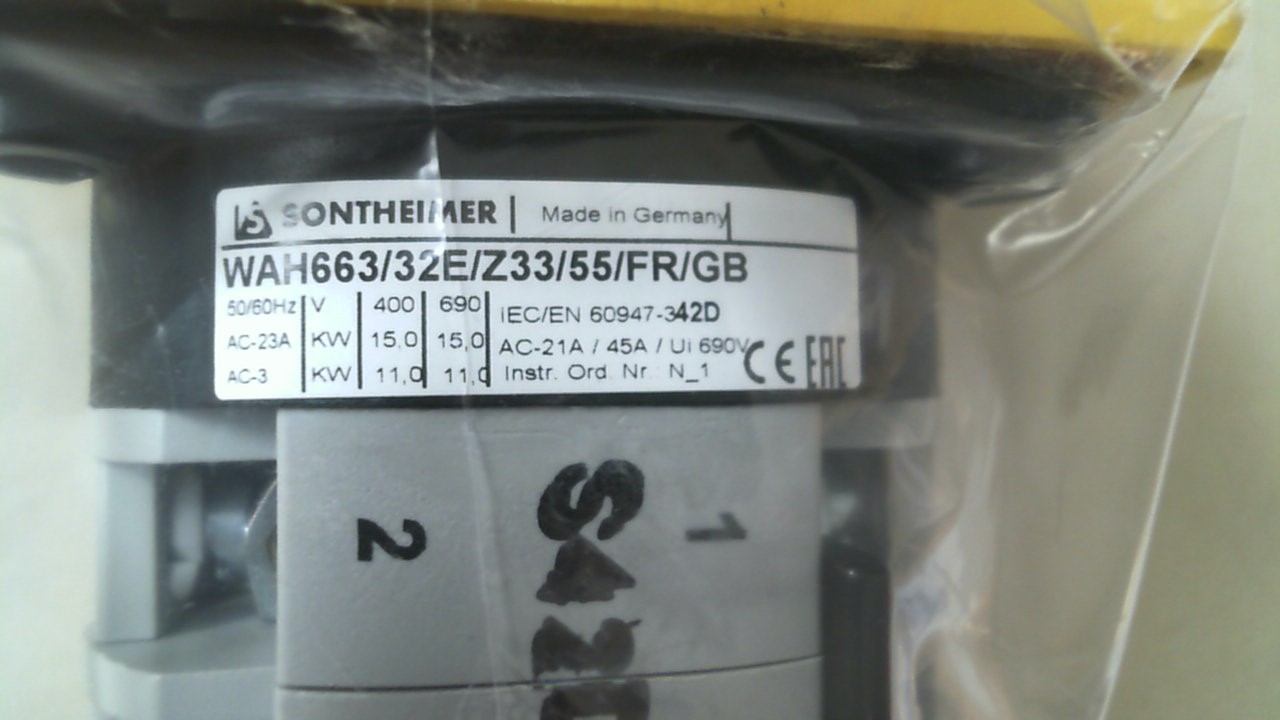 SONTHEIMER | Made in Germany
WAH663/32E/Z33/55/FR/GB
50/60Hz V 400 690 IEC/EN 60947-342D
AC-23A KW 15,0 15,0 AC-21A / 45A / Ui 690V CE EAC
AC-3 KW 11,0 11,0 Instr. Ord. Nr.: N_1
2 1